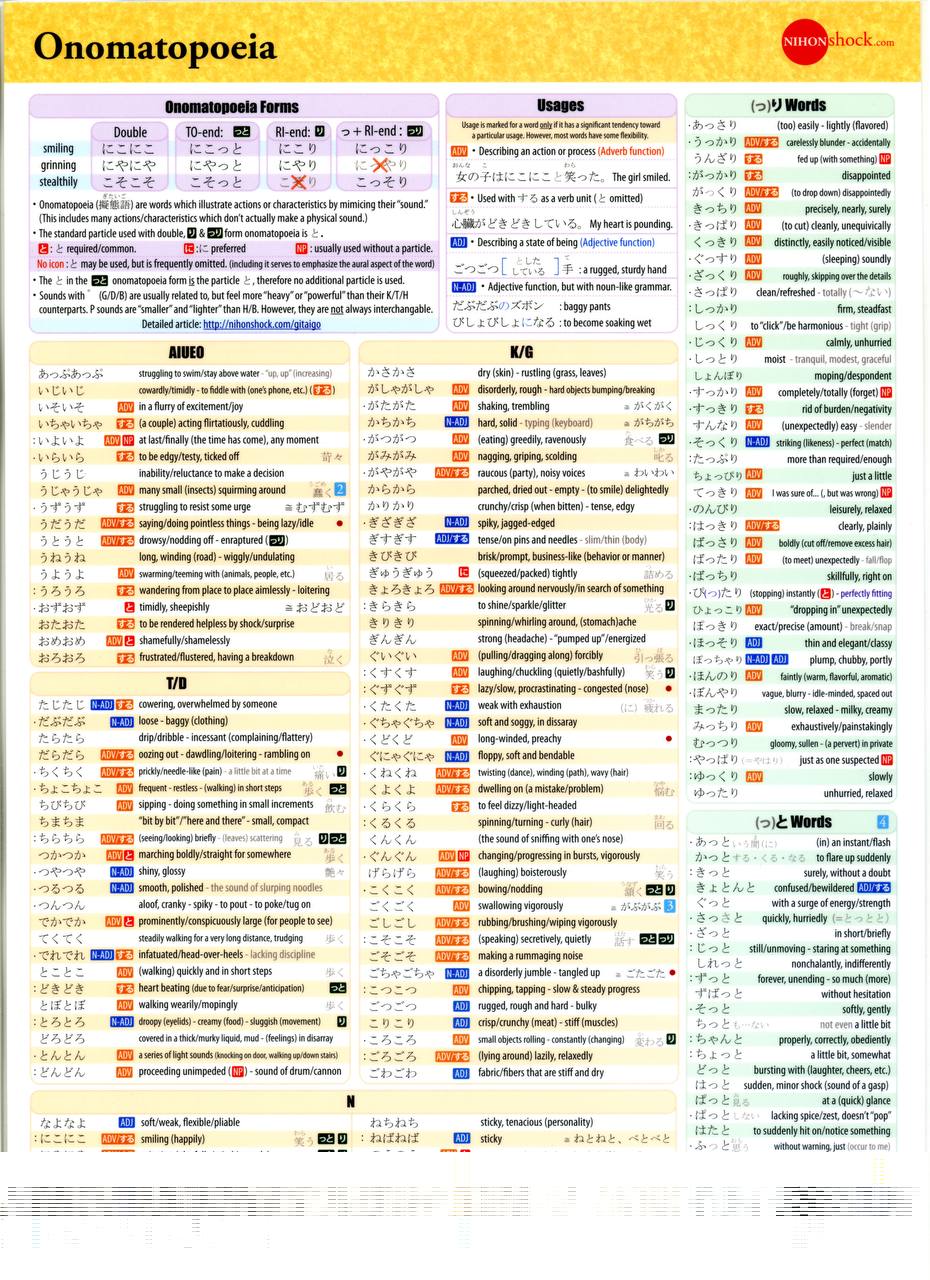 Onomatopoeia
NIHONshock.com
Onomatopoeia Forms
Double TO-end: っと RI-end: り っ + RI-end: っり
smiling にこにこ にこっと にこり にっこり
grinning にやにや にやっと にやり
stealthily こそこそ こそっと こっそり
• Onomatopoeia (擬態語) are words which illustrate actions or characteristics by mimicing their "sound."
(This includes many actions/characteristics which don't actually make a physical sound.)
• The standard particle used with double, り & っり form onomatopoeia is と.
と: と required/common. に: に preferred NP: usually used without a particle.
No icon: と may be used, but is frequently omitted. (including it serves to emphasize the aural aspect of the word)
• The と in the っと onomatopoeia form is the particle と, therefore no additional particle is used.
• Sounds with ゛ (G/D/B) are usually related to, but feel more "heavy" or "powerful" than their K/T/H
counterparts. P sounds are "smaller" and "lighter" than H/B. However, they are not always interchangeable.
Detailed article: http://nihonshock.com/gitaigo
Usages
Usage is marked for a word only if it has a significant tendency toward
a particular usage. However, most words have some flexibility.
ADV • Describing an action or process (Adverb function)
女の子はにこにこと笑った。The girl smiled.
する • Used with する as a verb unit (と omitted)
心臓がどきどきしている。My heart is pounding.
ADJ • Describing a state of being (Adjective function)
ごつごつ[とした している]手 : a rugged, sturdy hand
N-ADJ • Adjective function, but with noun-like grammar.
だぶだぶのズボン : baggy pants
びしょびしょになる : to become soaking wet
AIUEO
あっぷあっぷ struggling to swim/stay above water - "up, up" (increasing)
いじいじ cowardly/timidly - to fiddle with (one's phone, etc.) (する)
いそいそ ADV in a flurry of excitement/joy
いちゃいちゃ する (a couple) acting flirtatiously, cuddling
:いよいよ ADV NP at last/finally (the time has come), any moment
·いらいら する to be edgy/testy, ticked off 苛々
うじうじ inability/reluctance to make a decision
うじゃうじゃ ADV many small (insects) squirming around 蠢く 2
·うずうず する struggling to resist some urge ≅ むずむず
うだうだ ADV/する saying/doing pointless things - being lazy/idle ●
うとうと ADV/する drowsy/nodding off - enraptured (っり)
うねうね long, winding (road) - wiggly/undulating
うようよ ADV swarming/teeming with (animals, people, etc.) 居る
:うろうろ する wandering from place to place aimlessly - loitering
·おずおず と timidly, sheepishly ≅ おどおど
おたおた する to be rendered helpless by shock/surprise
おめおめ ADV と shamefully/shamelessly
おろおろ する frustrated/flustered, having a breakdown 泣く
T/D
たじたじ N-ADJ する cowering, overwhelmed by someone
·だぶだぶ N-ADJ loose - baggy (clothing)
たらたら drip/dribble - incessant (complaining/flattery)
だらだら ADV/する oozing out - dawdling/loitering - rambling on ●
·ちくちく ADV/する prickly/needle-like (pain) - a little bit at a time 痛い り
·ちょこちょこ ADV frequent - restless - (walking) in short steps 歩く っと
ちびちび ADV sipping - doing something in small increments 飲む
ちまちま "bit by bit"/"here and there" - small, compact
:ちらちら ADV/する (seeing/looking) briefly - (leaves) scattering 見る りっと
つかつか ADV と marching boldly/straight for somewhere 歩く
·つやつや N-ADJ shiny, glossy 艶々
·つるつる N-ADJ smooth, polished - the sound of slurping noodles
·つんつん aloof, cranky - spiky - to pout - to poke/tug on
でかでか ADV と prominently/conspicuously large (for people to see)
てくてく steadily walking for a very long distance, trudging 歩く
·でれでれ N-ADJ する infatuated/head-over-heels - lacking discipline
とことこ ADV (walking) quickly and in short steps 歩く
:どきどき する heart beating (due to fear/surprise/anticipation) っと
とぼとぼ ADV walking wearily/mopingly 歩く
:とろとろ N-ADJ droopy (eyelids) - creamy (food) - sluggish (movement) り
どろどろ covered in a thick/murky liquid, mud - (feelings) in disarray
·とんとん ADV a series of light sounds (knocking on door, walking up/down stairs)
:どんどん ADV proceeding unimpeded (NP) - sound of drum/cannon
K/G
かさかさ dry (skin) - rustling (grass, leaves)
がしゃがしゃ ADV disorderly, rough - hard objects bumping/breaking
·がたがた ADV shaking, trembling ≅ がくがく
かちかち N-ADJ hard, solid - typing (keyboard) ≅ がちがち
·がつがつ ADV (eating) greedily, ravenously 食べる っり
がみがみ ADV nagging, griping, scolding 叱る
·がやがや ADV/する raucous (party), noisy voices ≅ わいわい
からから parched, dried out - empty - (to smile) delightedly
かりかり crunchy/crisp (when bitten) - tense, edgy
·ぎざぎざ N-ADJ spiky, jagged-edged
ぎすぎす ADJ/する tense/on pins and needles - slim/thin (body)
きびきび brisk/prompt, business-like (behavior or manner)
ぎゅうぎゅう に (squeezed/packed) tightly 詰める
きょろきょろ ADV/する looking around nervously/in search of something
:きらきら to shine/sparkle/glitter 光る り
きりきり spinning/whirling around, (stomach)ache
ぎんぎん strong (headache) - "pumped up"/energized
ぐいぐい ADV (pulling/dragging along) forcibly 引っ張る
:くすくす ADV laughing/chuckling (quietly/bashfully) 笑う り
:ぐずぐず する lazy/slow, procrastinating - congested (nose) ●
·くたくた N-ADJ weak with exhaustion (に) 疲れる
·ぐちゃぐちゃ N-ADJ soft and soggy, in dissaray
·くどくど ADV long-winded, preachy ●
ぐにゃぐにゃ N-ADJ floppy, soft and bendable
·くねくね ADV/する twisting (dance), winding (path), wavy (hair)
くよくよ ADV/する dwelling on (a mistake/problem) 悩む
·くらくら する to feel dizzy/light-headed
:くるくる spinning/turning - curly (hair) 回る
くんくん (the sound of sniffing with one's nose)
·ぐんぐん ADV NP changing/progressing in bursts, vigorously
げらげら ADV/する (laughing) boisterously 笑う
·こくこく ADV/する bowing/nodding 頷く っと り
ごくごく ADV swallowing vigorously ≅ がぶがぶ 3
ごしごし ADV/する rubbing/brushing/wiping vigorously
:こそこそ ADV/する (speaking) secretively, quietly 話す っと っり
ごそごそ ADV/する making a rummaging noise
ごちゃごちゃ N-ADJ a disorderly jumble - tangled up ≅ ごたごた ●
:こつこつ ADV chipping, tapping - slow & steady progress
ごつごつ ADJ rugged, rough and hard - bulky
こりこり ADJ crisp/crunchy (meat) - stiff (muscles)
·ころころ ADV small objects rolling - constantly (changing) 変わる り
:ごろごろ ADV/する (lying around) lazily, relaxedly
ごわごわ ADJ fabric/fibers that are stiff and dry
N
なよなよ ADJ soft/weak, flexible/pliable
:にこにこ ADV/する smiling (happily) 笑う っと り
ねちねち sticky, tenacious (personality)
:ねばねば ADJ sticky ≅ ねとねと、べとべと
(っ)り Words
·あっさり (too) easily - lightly (flavored)
·うっかり ADV/する carelessly blunder - accidentally
うんざり する fed up (with something) NP
:がっかり する disappointed
がっくり ADV/する (to drop down) disappointedly
きっちり ADV precisely, nearly, surely
·きっぱり ADV (to cut) cleanly, unequivically
くっきり ADV distinctly, easily noticed/visible
·ぐっすり ADV (sleeping) soundly
·ざっくり ADV roughly, skipping over the details
·さっぱり clean/refreshed - totally (～ない)
:しっかり firm, steadfast
しっくり to "click"/be harmonious - tight (grip)
·じっくり ADV calmly, unhurried
·しっとり moist - tranquil, modest, graceful
しょんぼり moping/despondent
·すっかり ADV completely/totally (forget) NP
·すっきり する rid of burden/negativity
すんなり ADV (unexpectedly) easy - slender
·そっくり N-ADJ striking (likeness) - perfect (match)
:たっぷり more than required/enough
ちょっぴり ADV just a little
てっきり ADV I was sure of... (, but was wrong) NP
·のんびり leisurely, relaxed
:はっきり ADV/する clearly, plainly
ばっさり ADV boldly (cut off/remove excess hair)
ばったり ADV (to meet) unexpectedly - fall/flop
·ばっちり skillfully, right on
·ぴ(っ)たり (stopping) instantly (と) - perfectly fitting
ひょっこり ADV "dropping in" unexpectedly
ぽっきり exact/precise (amount) - break/snap
·ほっそり ADJ thin and elegant/classy
ぽっちゃり N-ADJ ADJ plump, chubby, portly
·ほんのり ADV faintly (warm, flavorful, aromatic)
·ぼんやり vague, blurry - idle-minded, spaced out
まったり slow, relaxed - milky, creamy
みっちり ADV exhaustively/painstakingly
むっつり gloomy, sullen - (a pervert) in private
:やっぱり(=やはり) just as one suspected NP
·ゆっくり ADV slowly
ゆったり unhurried, relaxed
(っ)と Words 4
·あっという間(に) (in) an instant/flash
かっとする・くる・なる to flare up suddenly
:きっと surely, without a doubt
きょとんと confused/bewildered ADJ/する
ぐっと with a surge of energy/strength
·さっさと quickly, hurriedly (=とっとと)
·ざっと in short/briefly
:じっと still/unmoving - staring at something
しれっと nonchalantly, indifferently
:ずっと forever, unending - so much (more)
ずばっと without hesitation
·そっと softly, gently
ちっとも…ない not even a little bit
:ちゃんと properly, correctly, obediently
:ちょっと a little bit, somewhat
どっと bursting with (laughter, cheers, etc.)
はっと sudden, minor shock (sound of a gasp)
ぱっと見る at a (quick) glance
·ぱっとしない lacking spice/zest, doesn't "pop"
はたと to suddenly hit on/notice something
·ふっと思う without warning, just (occur to me)